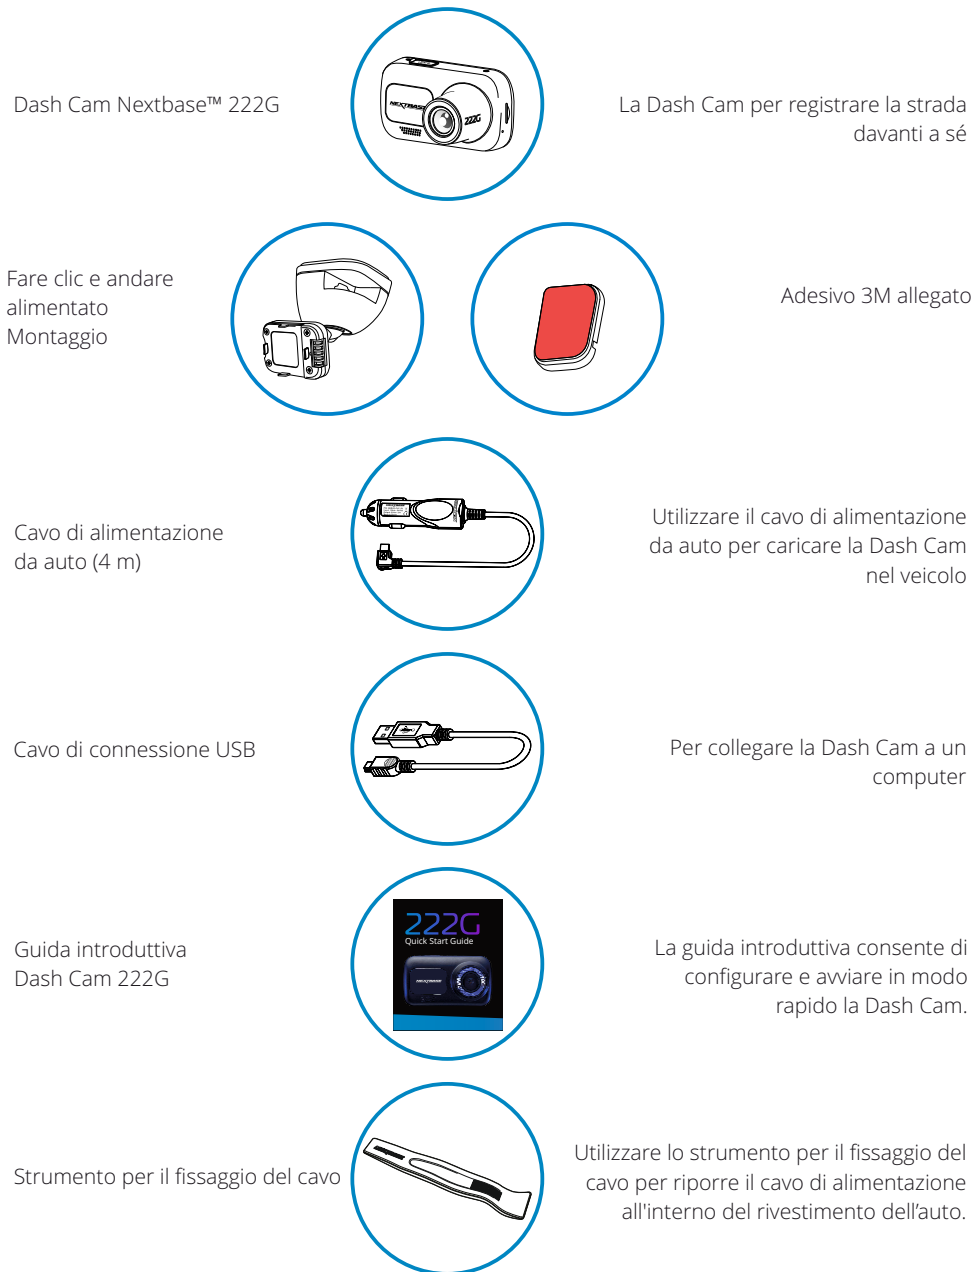 Dash Cam Nextbase™ 222G
NEXTBASE
222G
La Dash Cam per registrare la strada
davanti a sé
Fare clic e andare
alimentato
Montaggio
Adesivo 3M allegato
Cavo di alimentazione
da auto (4 m)
Utilizzare il cavo di alimentazione
da auto per caricare la Dash Cam
nel veicolo
Cavo di connessione USB
Per collegare la Dash Cam a un
computer
Guida introduttiva
Dash Cam 222G
222G
Quick Start Guide
NEXTBASE
La guida introduttiva consente di
configurare e avviare in modo
rapido la Dash Cam.
Strumento per il fissaggio del cavo
Utilizzare lo strumento per il fissaggio del
cavo per riporre il cavo di alimentazione
all'interno del rivestimento dell’auto.